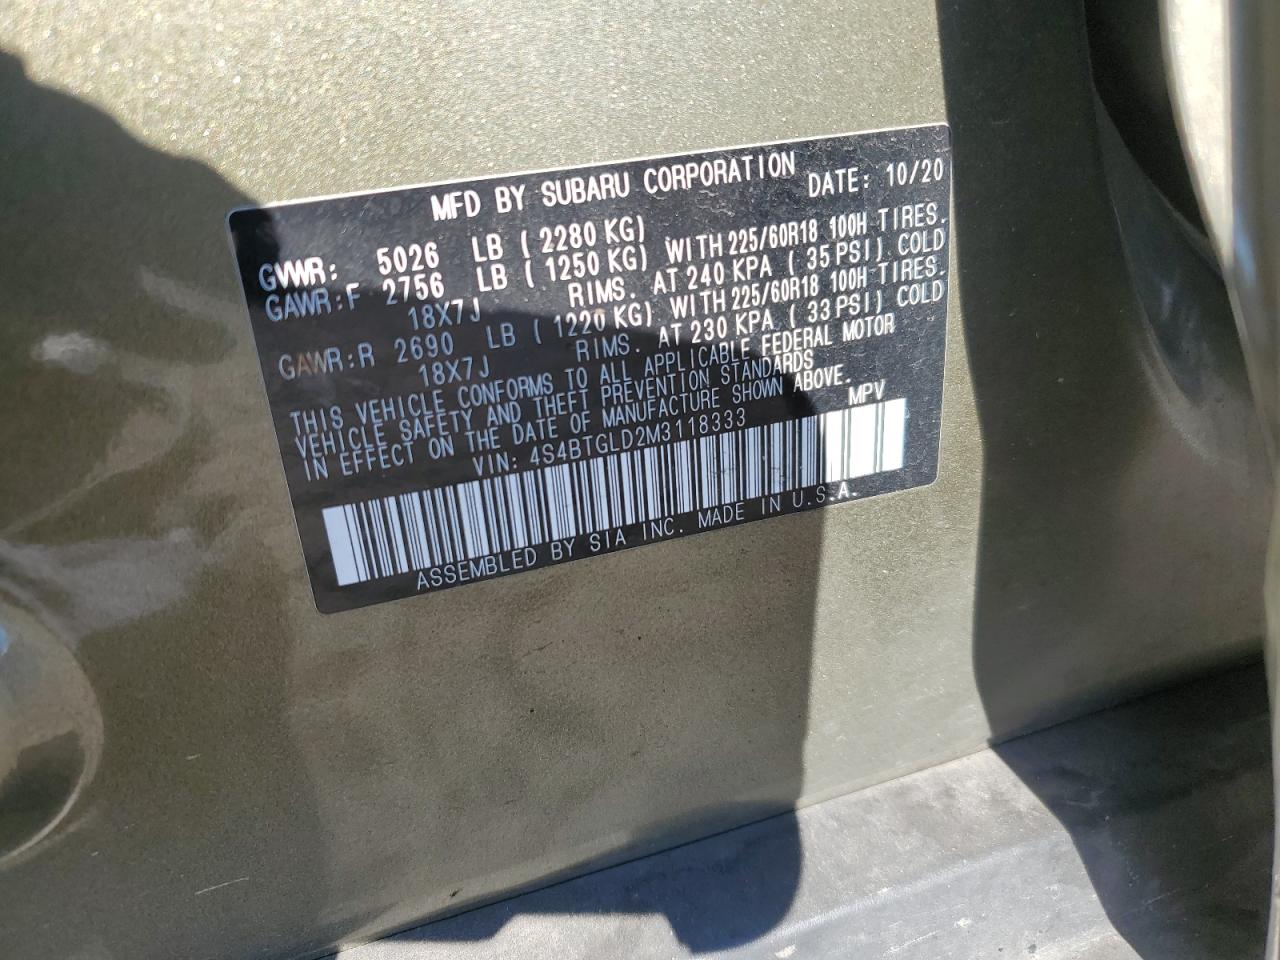 MFD BY SUBARU CORPORATION DATE: 10/20
GVWR: 5026 LB ( 2280 KG)
GAWR:F 2756 LB ( 1250 KG) WITH 225/60R18 100H TIRES.
18X7J RIMS. AT 240 KPA ( 35 PSI) COLD
GAWR:R 2690 LB ( 1220 KG) WITH 225/60R18 100H TIRES.
18X7J RIMS. AT 230 KPA ( 33 PSI) COLD
THIS VEHICLE CONFORMS TO ALL APPLICABLE FEDERAL MOTOR
VEHICLE SAFETY AND THEFT PREVENTION STANDARDS
IN EFFECT ON THE DATE OF MANUFACTURE SHOWN ABOVE.
VIN: 4S4BTGLD2M3118333 MPV
ASSEMBLED BY SIA INC. MADE IN U.S.A.